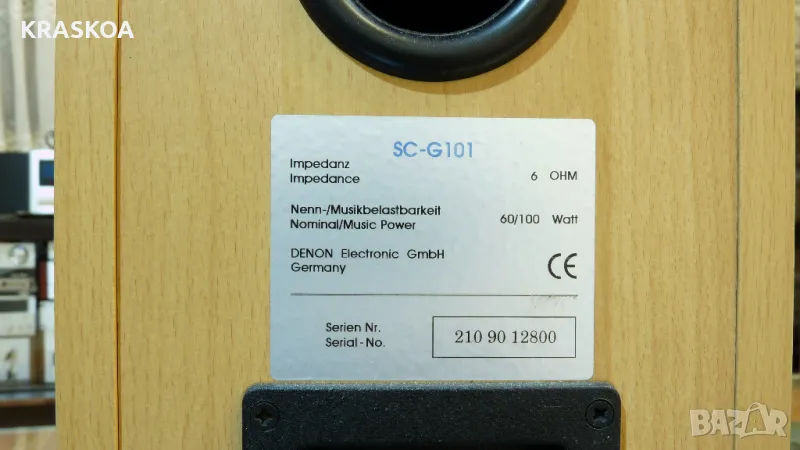 KRASKOA
SC-G101
Impedanz
Impedance 6 OHM
Nenn-/Musikbelastbarkeit
Nominal/Music Power 60/100 Watt
DENON Electronic GmbH
Germany CE
Serien Nr.
Serial-No. 210 90 12800
BAZAR
bg